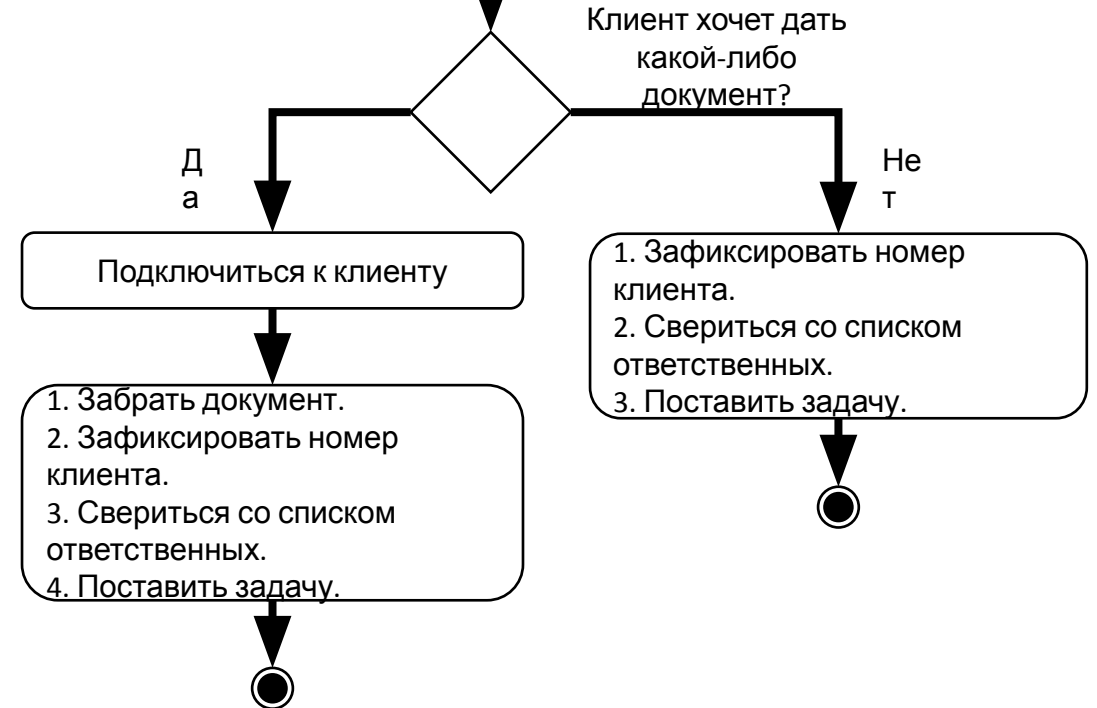 Клиент хочет дать
какой-либо
документ?
Д
а
Не
т
Подключиться к клиенту
1. Зафиксировать номер
клиента.
2. Свериться со списком
ответственных.
3. Поставить задачу.
1. Забрать документ.
2. Зафиксировать номер
клиента.
3. Свериться со списком
ответственных.
4. Поставить задачу.